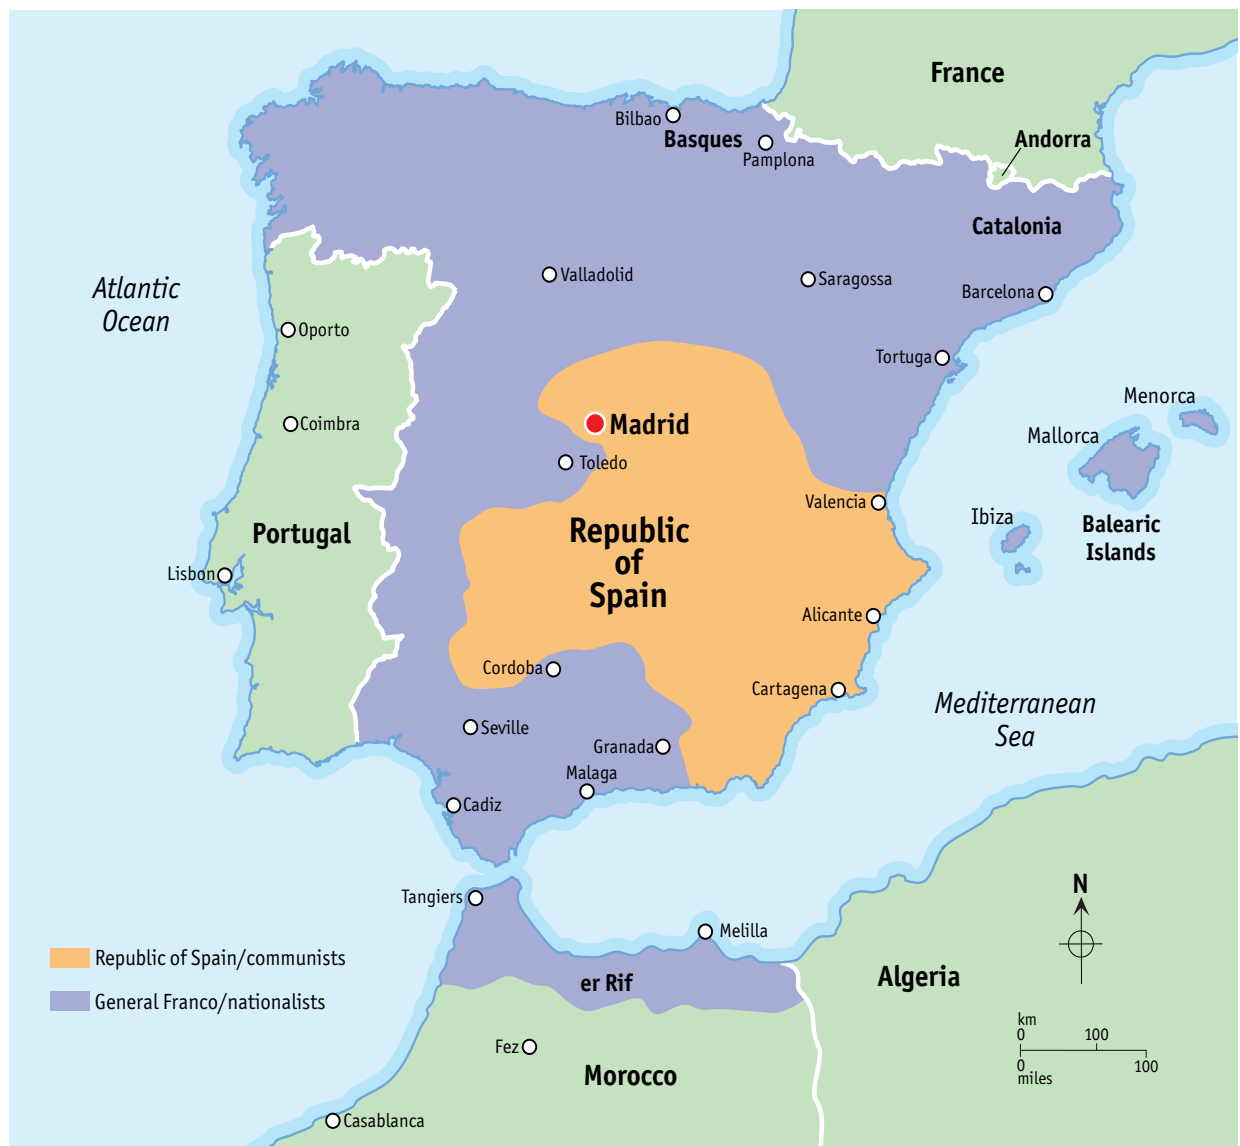 France
Andorra
Bilbao
Basques
Pamplona
Catalonia
Atlantic
Ocean
Valladolid
Saragossa
Barcelona
Oporto
Tortuga
Menorca
Coimbra
Madrid
Mallorca
Toledo
Valencia
Ibiza
Balearic
Islands
Portugal
Republic
of
Spain
Lisbon
Alicante
Cordoba
Cartagena
Mediterranean
Sea
Seville
Granada
Malaga
Cadiz
Tangiers
Melilla
N
Republic of Spain/communists
General Franco/nationalists
er Rif
Algeria
km
0 100
0 100
miles
Fez
Morocco
Casablanca